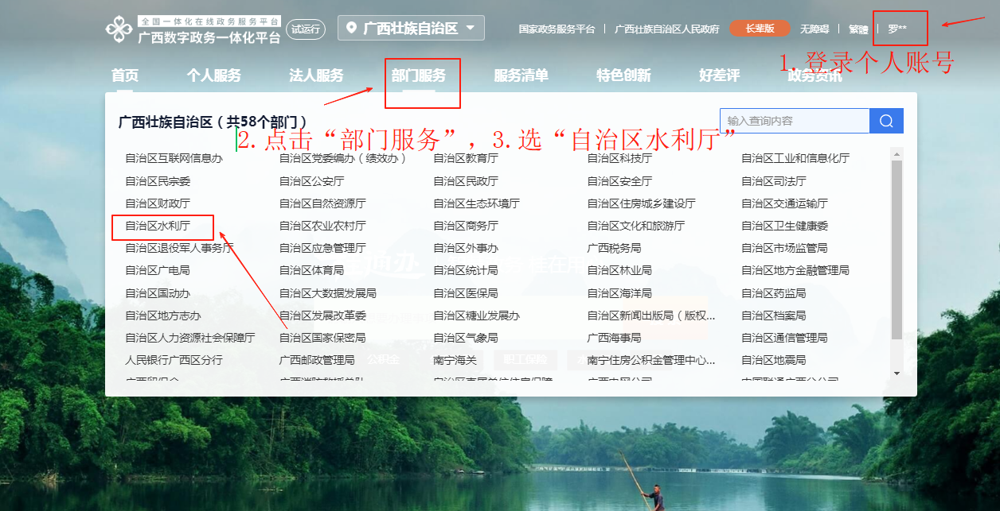 全国一体化在线政务服务平台
广西数字政务一体化平台
试运行
广西壮族自治区
国家政务服务平台
广西壮族自治区人民政府
长辈版
无障碍
繁體
罗**
1.登录个人账号
首页 个人服务 法人服务 部门服务 服务清单 特色创新 好差评 政务资讯
广西壮族自治区（共58个部门）
输入查询内容
2.点击“部门服务”，3.选“自治区水利厅”
自治区互联网信息办 自治区党委编办（绩效办） 自治区教育厅 自治区科技厅 自治区工业和信息化厅
自治区民宗委 自治区公安厅 自治区民政厅 自治区安全厅 自治区司法厅
自治区财政厅 自治区自然资源厅 自治区生态环境厅 自治区住房城乡建设厅 自治区交通运输厅
自治区水利厅 自治区农业农村厅 自治区商务厅 自治区文化和旅游厅 自治区卫生健康委
自治区退役军人事务厅 自治区应急管理厅 自治区外事办 广西税务局 自治区市场监管局
自治区广电局 自治区体育局 自治区统计局 自治区林业局 自治区地方金融管理局
自治区国动办 自治区大数据发展局 自治区医保局 自治区海洋局 自治区药监局
自治区地方志办 自治区发展改革委 自治区糖业发展办 自治区新闻出版局（版权... 自治区档案局
自治区人力资源社会保障厅 自治区国家保密局 自治区气象局 广西海事局 自治区通信管理局
人民银行广西区分行 广西邮政管理局 南宁海关 南宁住房公积金管理中心... 自治区地震局
公积金 职工保险